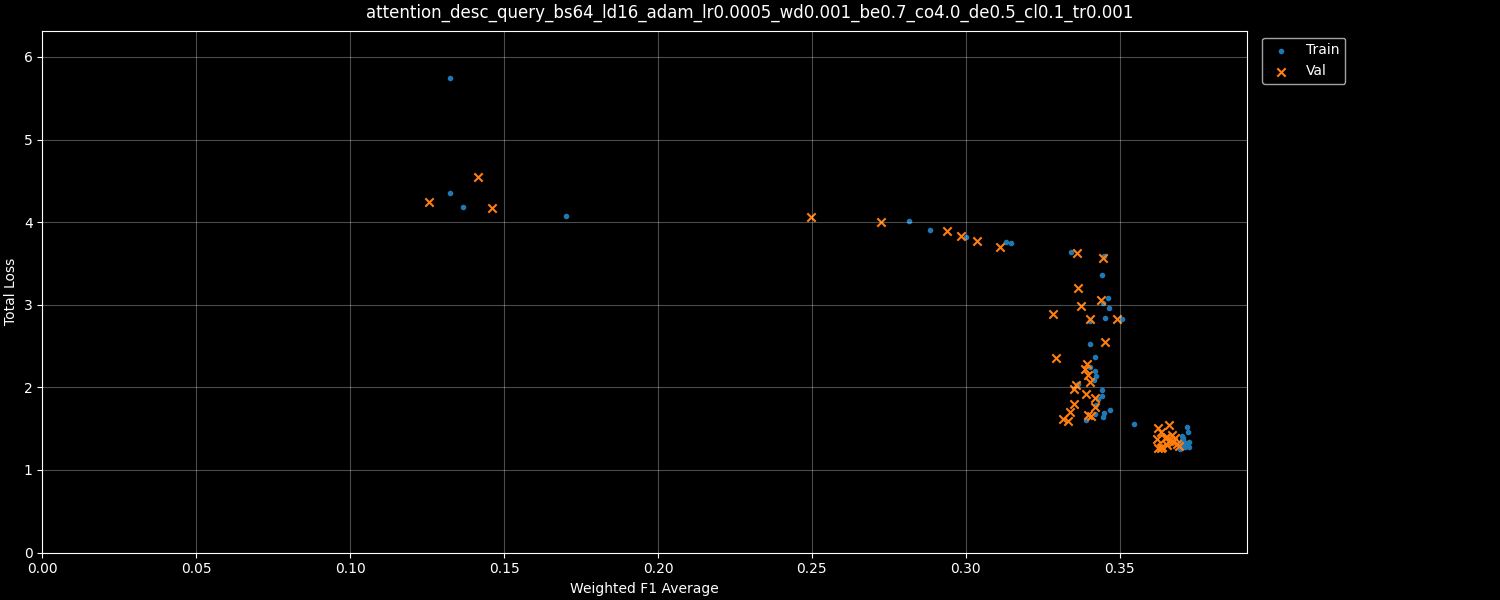 attention_desc_query_bs64_ld16_adam_lr0.0005_wd0.001_be0.7_co4.0_de0.5_cl0.1_tr0.001
Train
Val
6
5
4
3
2
1
0
Total Loss
0.00 0.05 0.10 0.15 0.20 0.25 0.30 0.35
Weighted F1 Average